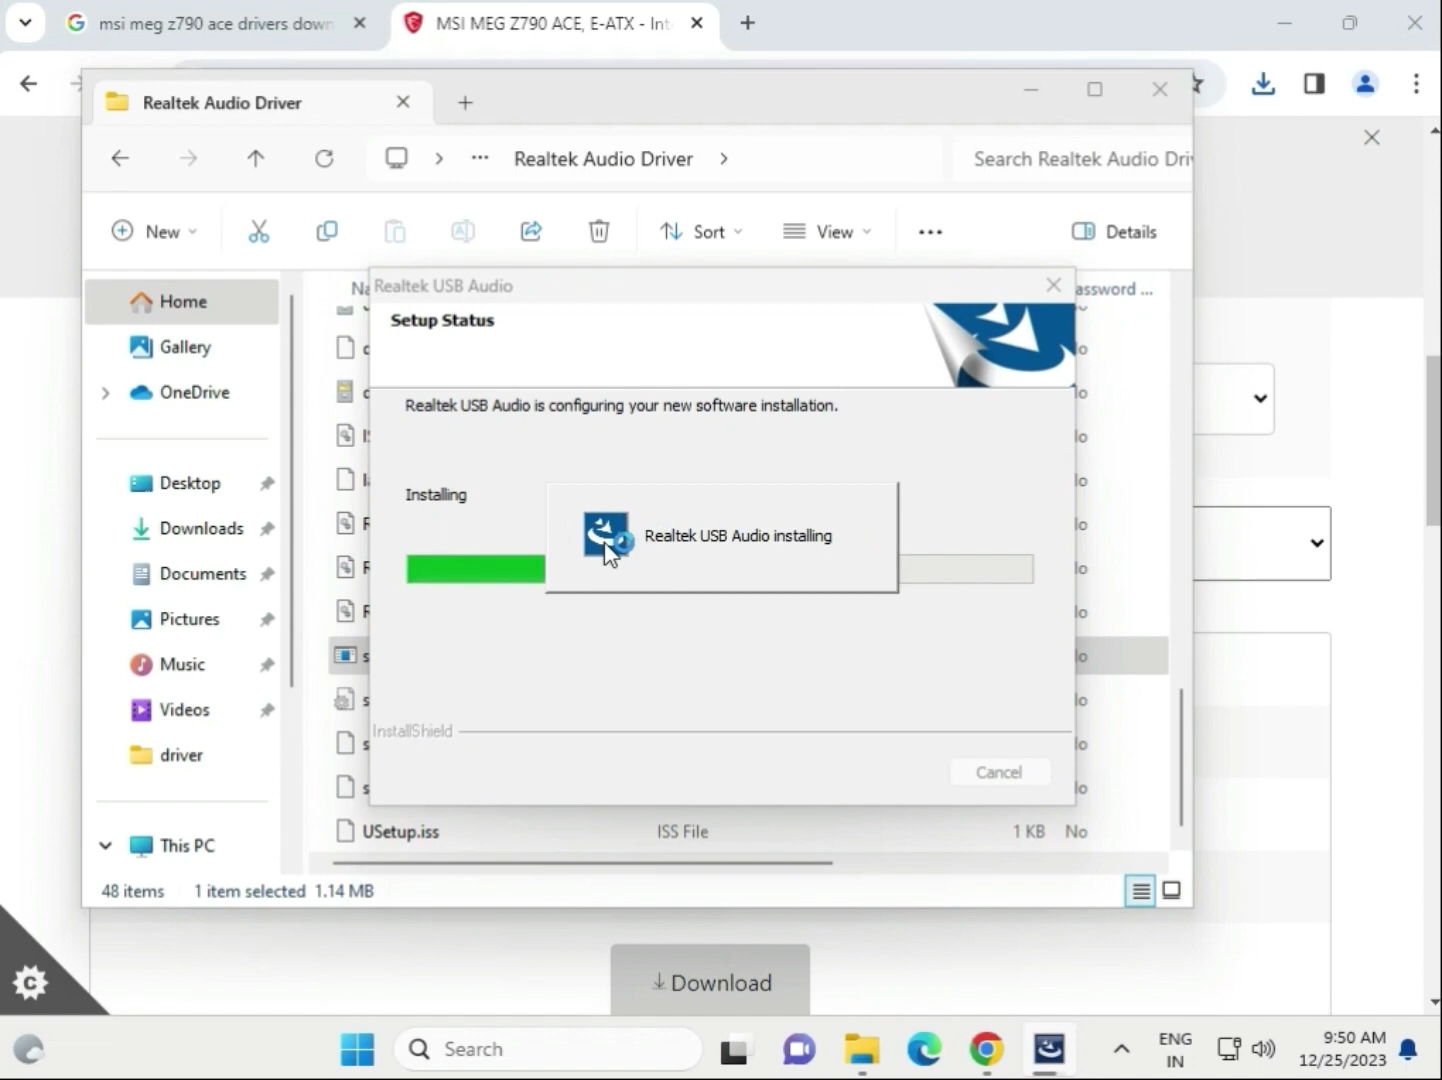 msi meg z790 ace drivers down
MSI MEG Z790 ACE, E-ATX - Int
Realtek Audio Driver
Realtek Audio Driver
Search Realtek Audio Driv
New
Sort
View
Details
Home
Gallery
OneDrive
Desktop
Downloads
Documents
Pictures
Music
Videos
driver
This PC
Na
assword ...
Realtek USB Audio
Setup Status
Realtek USB Audio is configuring your new software installation.
Installing
Realtek USB Audio installing
InstallShield
Cancel
USetup.iss ISS File 1 KB No
48 items 1 item selected 1.14 MB
Download
Search
ENG
IN
9:50 AM
12/25/2023